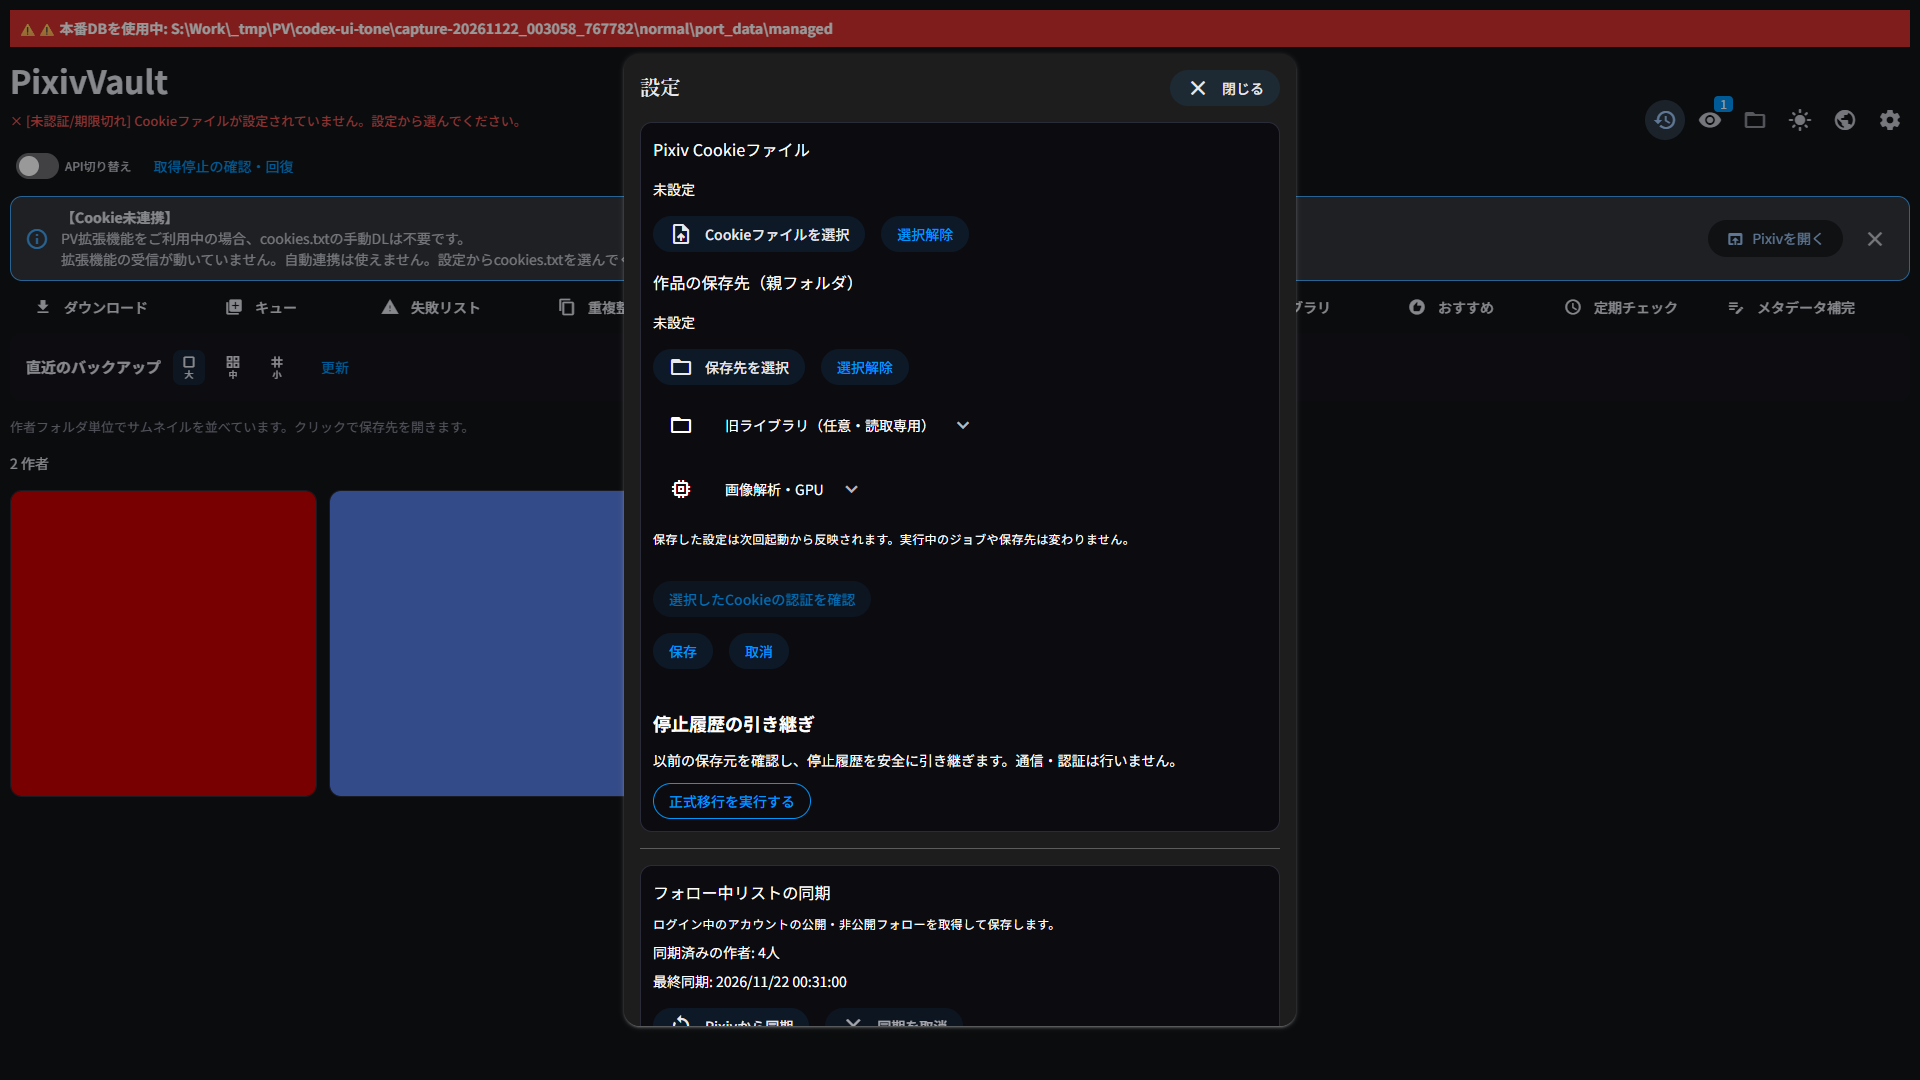 本番DBを使用中: S:\Work\_tmp\PV\codex-ui-tone\capture-20261122_003058_767782\normal\port_data\managed
PixivVault
× [未認証/期限切れ] Cookieファイルが設定されていません。設定から選んでください。
1
API切り替え
取得停止の確認・回復
【Cookie未連携】
PV拡張機能をご利用中の場合、cookies.txtの手動DLは不要です。
拡張機能の受信が動いていません。自動連携は使えません。設定からcookies.txtを選んで
Pixivを開く
ダウンロード
キュー
失敗リスト
重複整
ブラリ
おすすめ
定期チェック
メタデータ補完
直近のバックアップ
大
中
小
更新
作者フォルダ単位でサムネイルを並べています。クリックで保存先を開きます。
2 作者
設定
閉じる
Pixiv Cookieファイル
未設定
Cookieファイルを選択
選択解除
作品の保存先（親フォルダ）
未設定
保存先を選択
選択解除
旧ライブラリ（任意・読取専用）
画像解析・GPU
保存した設定は次回起動から反映されます。実行中のジョブや保存先は変わりません。
選択したCookieの認証を確認
保存
取消
停止履歴の引き継ぎ
以前の保存元を確認し、停止履歴を安全に引き継ぎます。通信・認証は行いません。
正式移行を実行する
フォロー中リストの同期
ログイン中のアカウントの公開・非公開フォローを取得して保存します。
同期済みの作者: 4人
最終同期: 2026/11/22 00:31:00
Pixivから同期
同期を取消